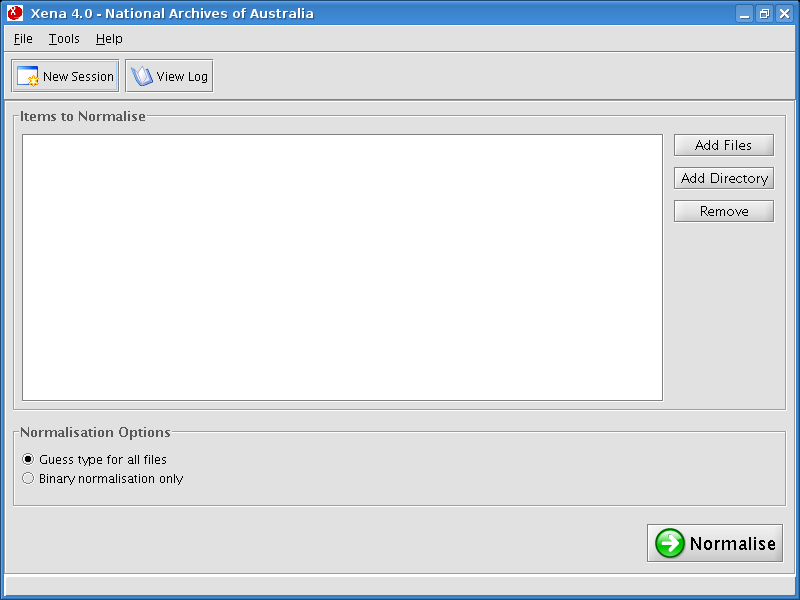 Xena 4.0 - National Archives of Australia
File Tools Help
New Session View Log
Items to Normalise
Add Files
Add Directory
Remove
Normalisation Options
Guess type for all files
Binary normalisation only
Normalise